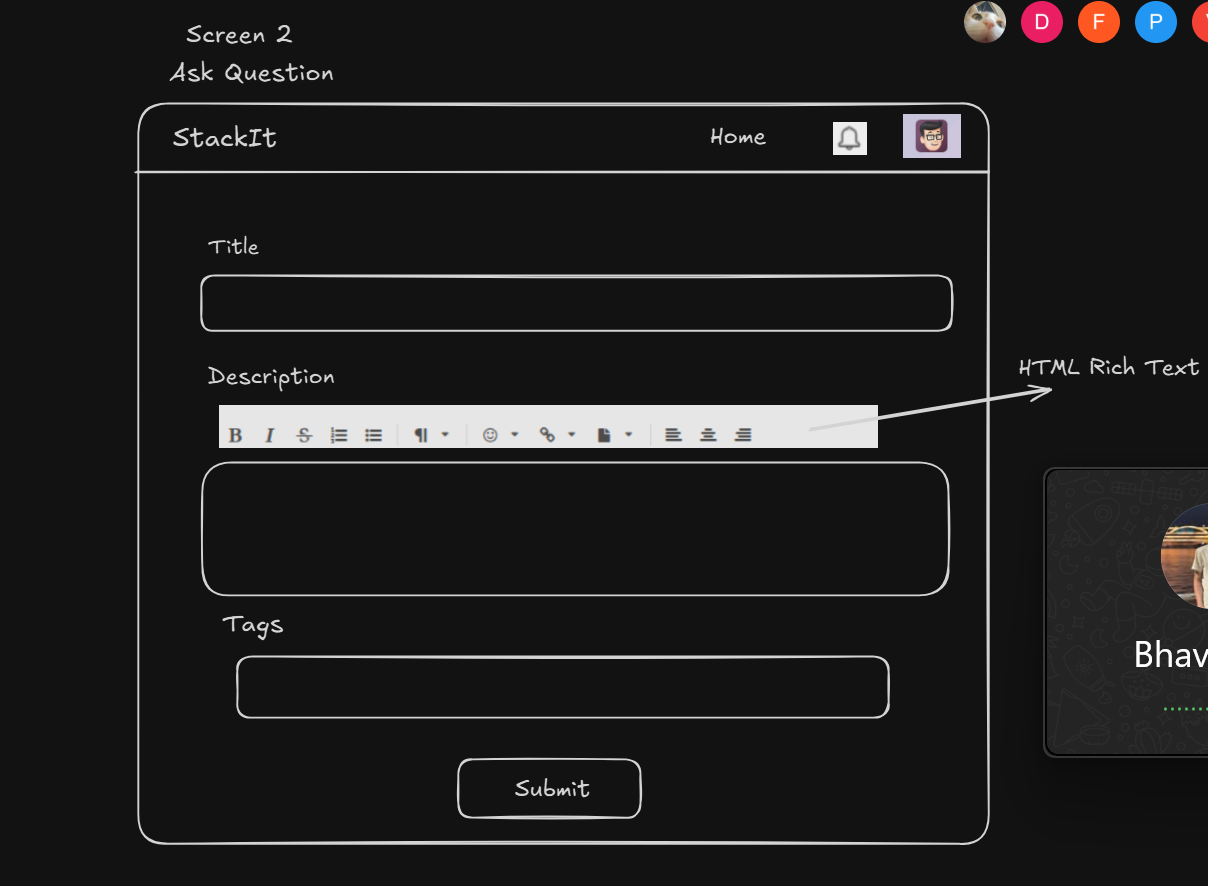 Screen 2
Ask Question
D F P
StackIt
Home
Title
Description
HTML Rich Text
B I S
Tags
Bhav
Submit